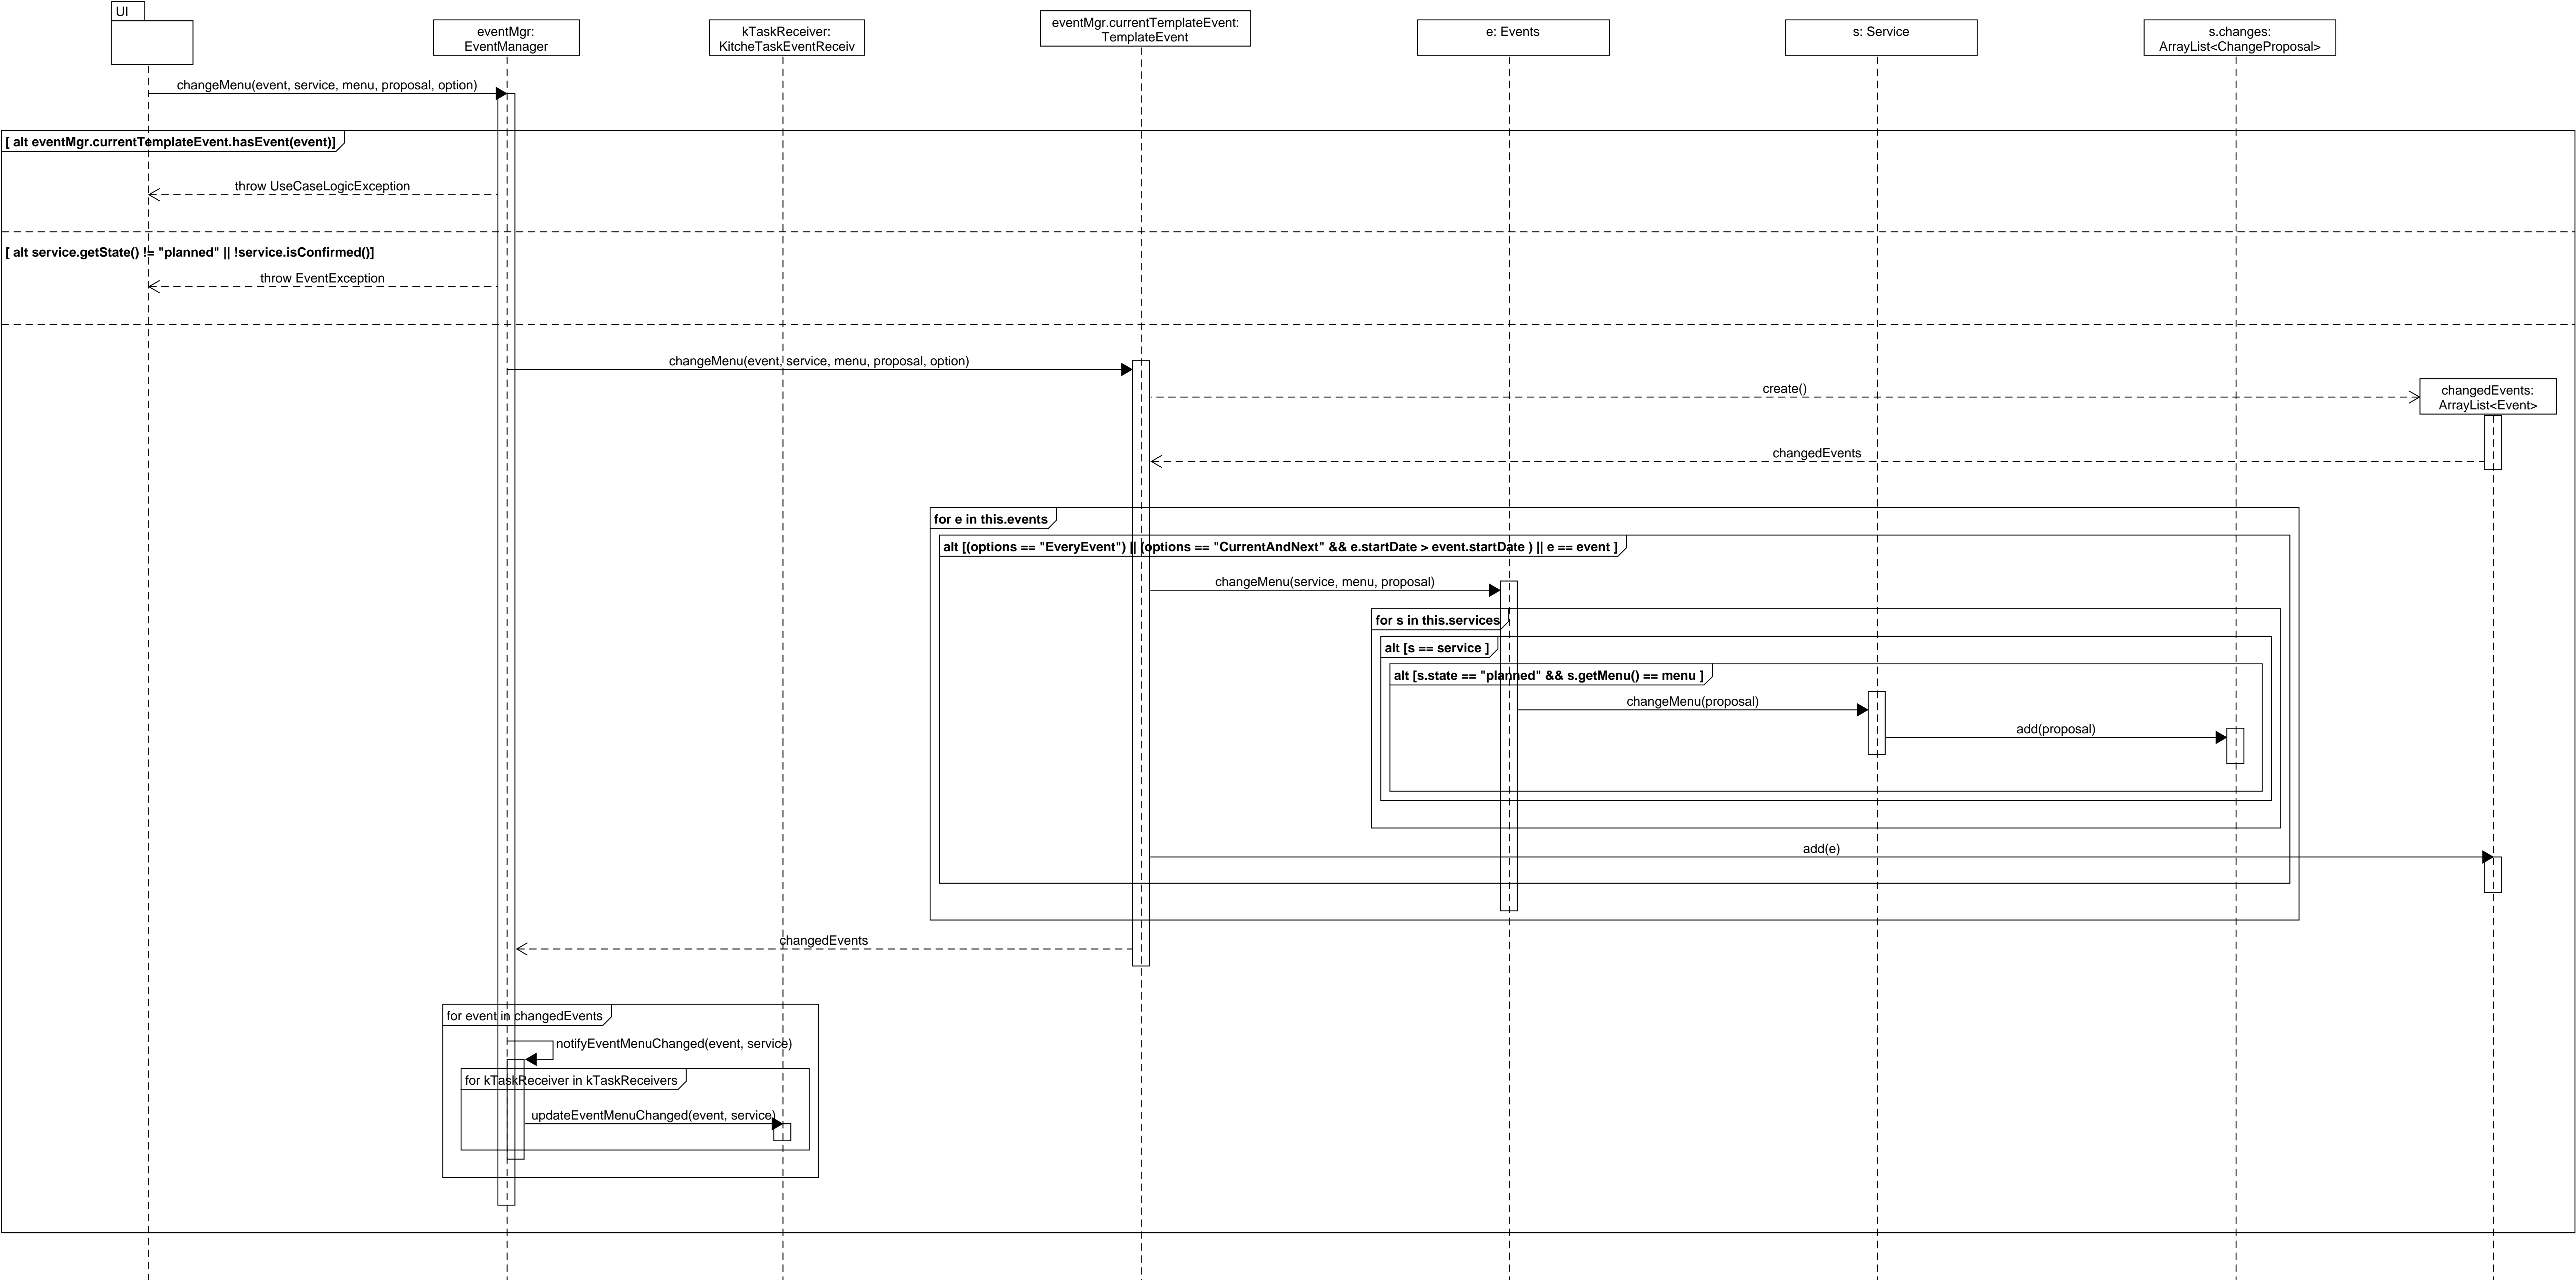 UI
eventMgr:
EventManager
kTaskReceiver:
KitcheTaskEventReceiv
eventMgr.currentTemplateEvent:
TemplateEvent
e: Events
s: Service
s.changes:
ArrayList<ChangeProposal>
changeMenu(event, service, menu, proposal, option)
[ alt eventMgr.currentTemplateEvent.hasEvent(event)]
throw UseCaseLogicException
[ alt service.getState() != "planned" || !service.isConfirmed()]
throw EventException
changeMenu(event, service, menu, proposal, option)
create()
changedEvents:
ArrayList<Event>
changedEvents
for e in this.events
alt [(options == "EveryEvent") || (options == "CurrentAndNext" && e.startDate > event.startDate ) || e == event ]
changeMenu(service, menu, proposal)
for s in this.services
alt [s == service ]
alt [s.state == "planned" && s.getMenu() == menu ]
changeMenu(proposal)
add(proposal)
add(e)
changedEvents
for event in changedEvents
notifyEventMenuChanged(event, service)
for kTaskReceiver in kTaskReceivers
updateEventMenuChanged(event, service)